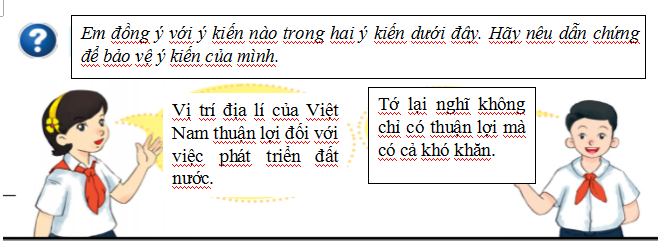 ?
Em đồng ý với ý kiến nào trong hai ý kiến dưới đây. Hãy nêu dẫn chứng
để bảo vệ ý kiến của mình.
Vị trí địa lí của Việt
Nam thuận lợi đối với
việc phát triển đất
nước.
Tớ lại nghĩ không
chỉ có thuận lợi mà
có cả khó khăn.